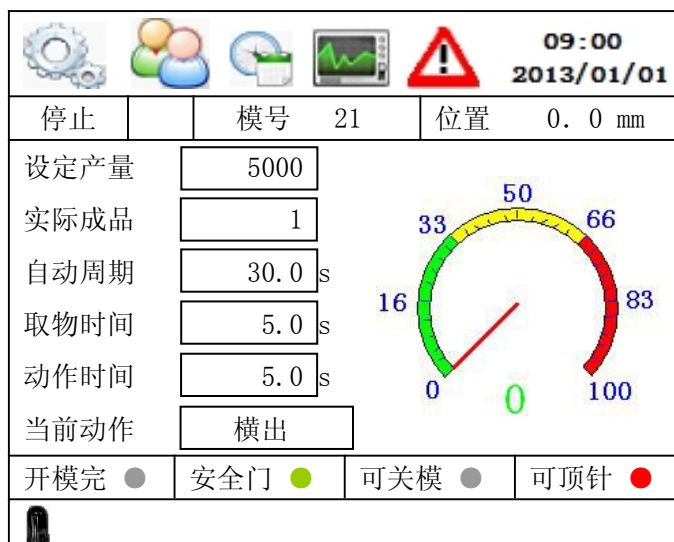 09:00
2013/01/01
停止 模号 21 位置 0. 0 mm
设定产量 5000
实际成品 1
自动周期 30.0 s
取物时间 5.0 s
动作时间 5.0 s
当前动作 横出
50
33 66
16 83
0 0 100
开模完 安全门 可关模 可顶针